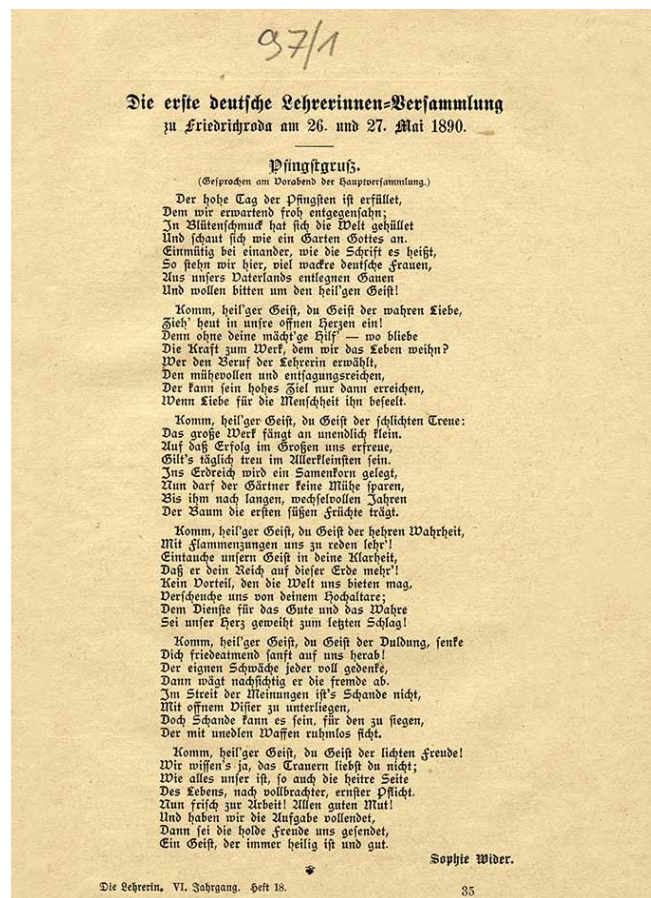 97/1
Die erste deutsche Lehrerinnen-Versammlung
zu Friedrichroda am 26. und 27. Mai 1890.
Pfingstgruß.
(Gesprochen am Vorabend der Hauptversammlung.)
Der hohe Tag der Pfingsten ist erfüllet,
Dem wir erwartend froh entgegensahn;
In Blütenschmuck hat sich die Welt gehüllet
Und schaut sich wie ein Garten Gottes an.
Einmütig bei einander, wie die Schrift es heißt,
So stehn wir hier, viel wackre deutsche Frauen,
Aus unsers Vaterlands entlegnen Gauen
Und wollen bitten um den heil'gen Geist!
Komm, heil'ger Geist, du Geist der wahren Liebe,
Zieh' heut in unsre offnen Herzen ein!
Denn ohne deine mächt'ge Hilf' — wo bliebe
Die Kraft zum Werk, dem wir das Leben weihn?
Wer den Beruf der Lehrerin erwählt,
Den mühevollen und entsagungsreichen,
Der kann sein hohes Ziel nur dann erreichen,
Wenn Liebe für die Menschheit ihn beseelt.
Komm, heil'ger Geist, du Geist der schlichten Treue:
Das große Werk fängt an unendlich klein.
Auf daß Erfolg im Großen uns erfreue,
Gilt's täglich treu im Allerkleinsten sein.
Ins Erdreich wird ein Samenkorn gelegt,
Nun darf der Gärtner keine Mühe sparen,
Bis ihm nach langen, wechselvollen Jahren
Der Baum die ersten süßen Früchte trägt.
Komm, heil'ger Geist, du Geist der hehren Wahrheit,
Mit Flammenzungen uns zu reden lehr'!
Eintauche unsern Geist in deine Klarheit,
Daß er dein Reich auf dieser Erde mehr'!
Kein Vorteil, den die Welt uns bieten mag,
Verscheuche uns von deinem Hochaltare;
Dem Dienste für das Gute und das Wahre
Sei unser Herz geweiht zum letzten Schlag!
Komm, heil'ger Geist, du Geist der Duldung, senke
Dich friedeatmend sanft auf uns herab!
Der eignen Schwäche jeder voll gedenke,
Dann wägt nachsichtig er die fremde ab.
Im Streit der Meinungen ist's Schande nicht,
Mit offnem Visier zu unterliegen,
Doch Schande kann es sein, für den zu siegen,
Der mit unedlen Waffen ruhmlos ficht.
Komm, heil'ger Geist, du Geist der lichten Freude!
Wir wissen's ja, das Trauern liebst du nicht;
Wie alles unser ist, so auch die heitre Seite
Des Lebens, nach vollbrachter, ernster Pflicht.
Nun frisch zur Arbeit! Allen guten Mut!
Und haben wir die Aufgabe vollendet,
Dann sei die holde Freude uns gesendet,
Ein Geist, der immer heilig ist und gut.
Sophie Wider.
Die Lehrerin. VI. Jahrgang. Heft 18.
35